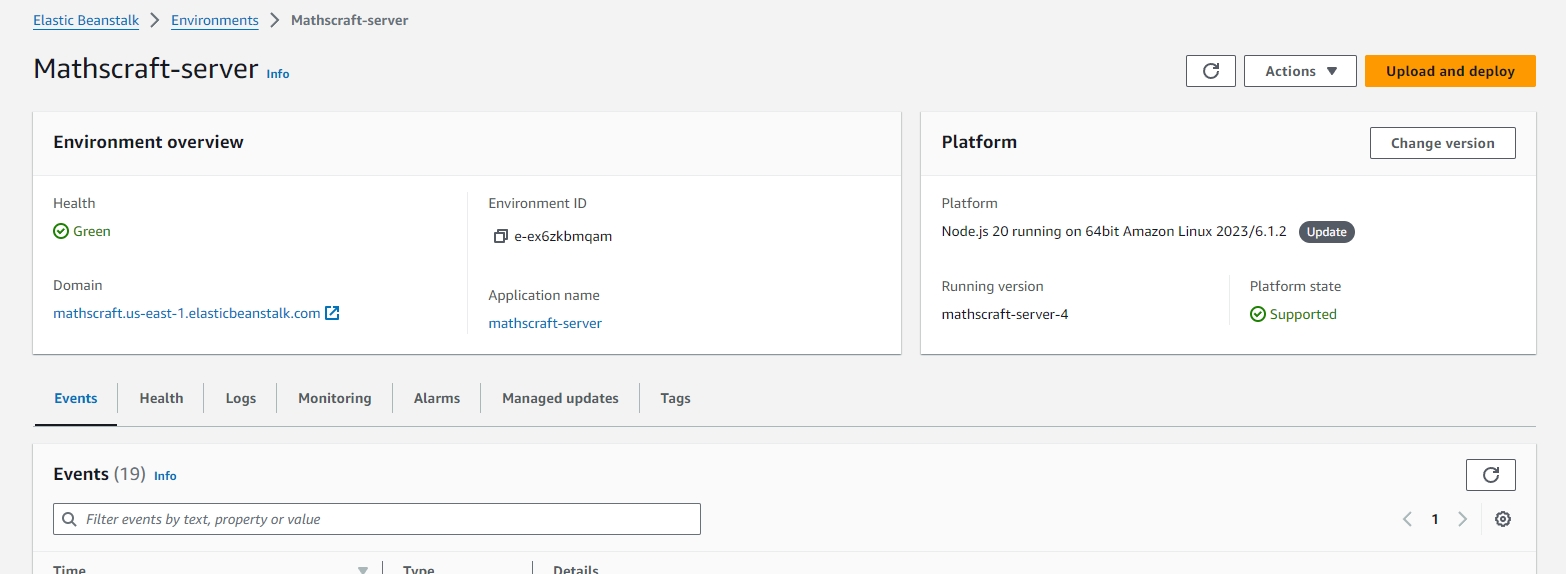 Elastic Beanstalk > Environments > Mathscraft-server
Mathscraft-server Info
Actions
Upload and deploy
Environment overview
Health
Green
Domain
mathscraft.us-east-1.elasticbeanstalk.com
Environment ID
e-ex6zkbmqam
Application name
mathscraft-server
Platform
Change version
Platform
Node.js 20 running on 64bit Amazon Linux 2023/6.1.2 Update
Running version
mathscraft-server-4
Platform state
Supported
Events Health Logs Monitoring Alarms Managed updates Tags
Events (19) Info
Filter events by text, property or value
1
Time Type Details